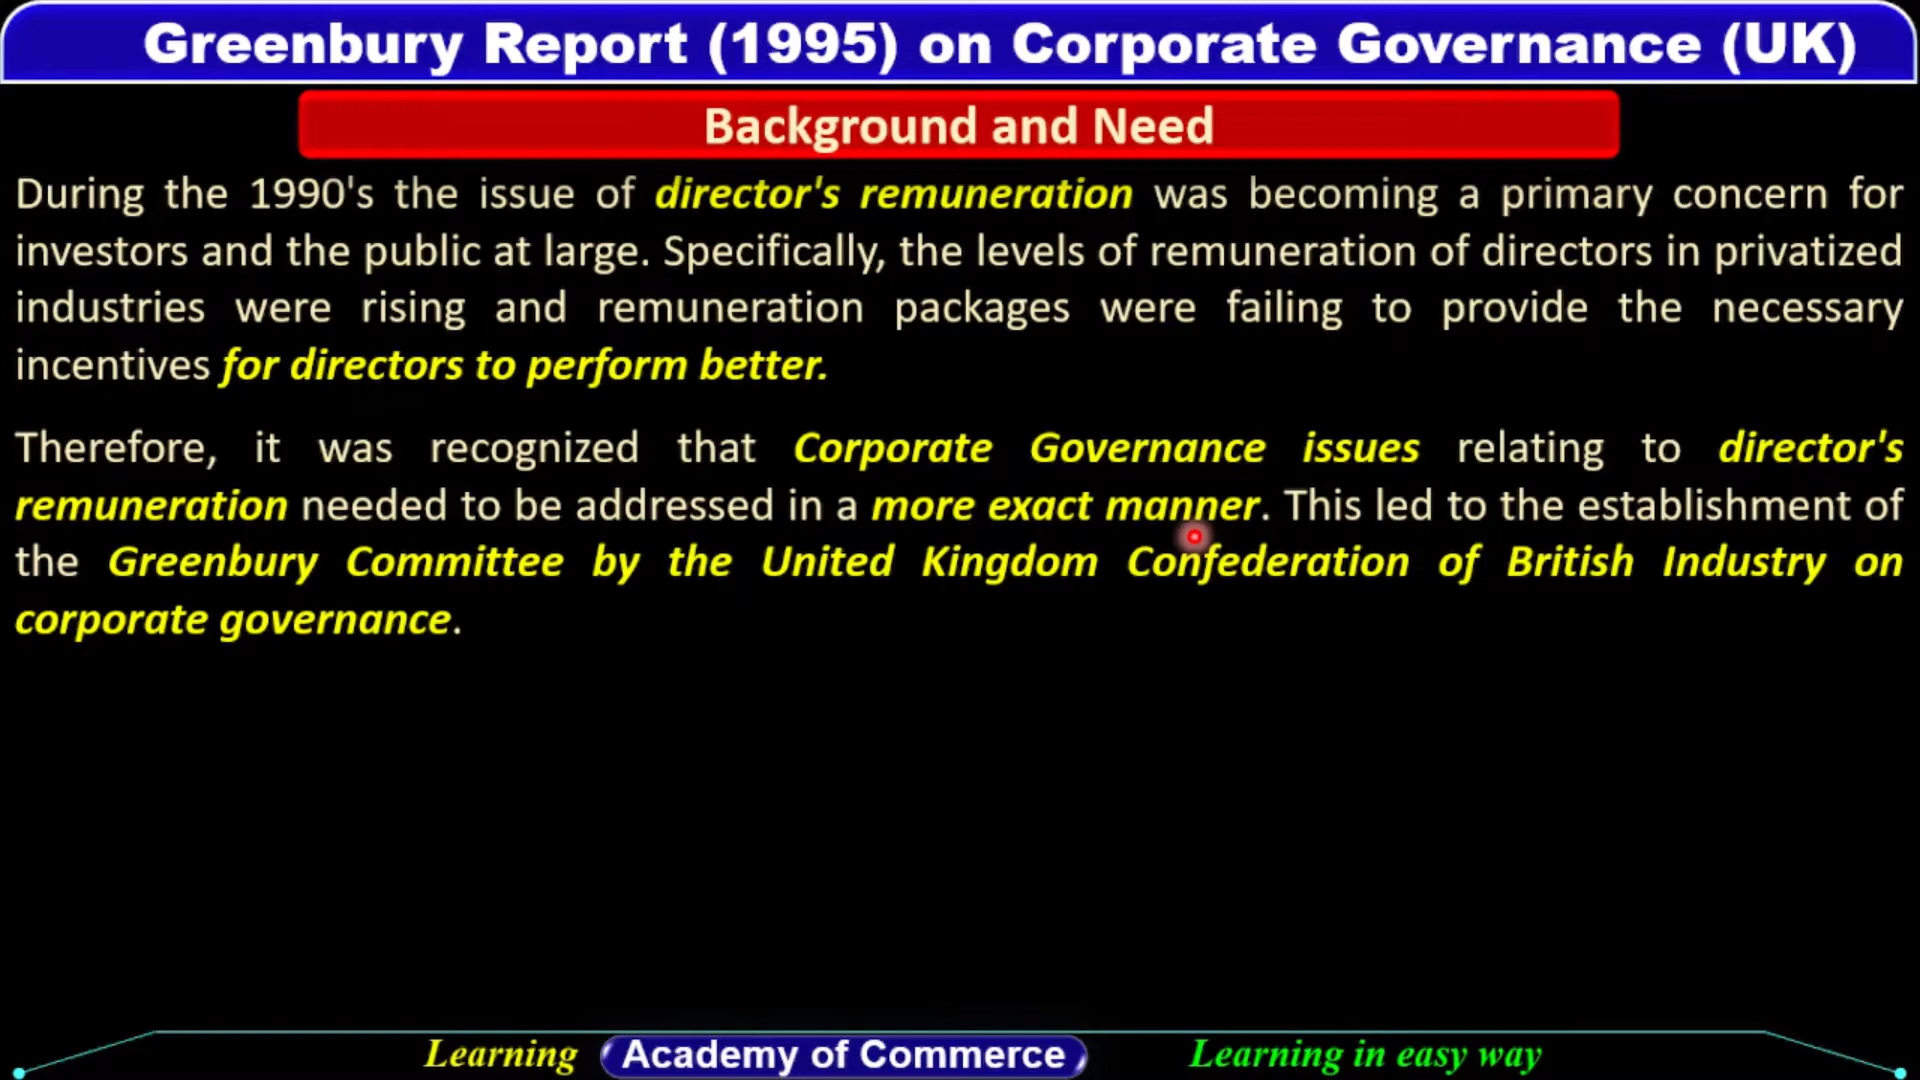 Greenbury Report (1995) on Corporate Governance (UK)
Background and Need
During the 1990's the issue of director's remuneration was becoming a primary concern for
investors and the public at large. Specifically, the levels of remuneration of directors in privatized
industries were rising and remuneration packages were failing to provide the necessary
incentives for directors to perform better.
Therefore, it was recognized that Corporate Governance issues relating to director's
remuneration needed to be addressed in a more exact manner. This led to the establishment of
the Greenbury Committee by the United Kingdom Confederation of British Industry on
corporate governance.
Learning Academy of Commerce Learning in easy way